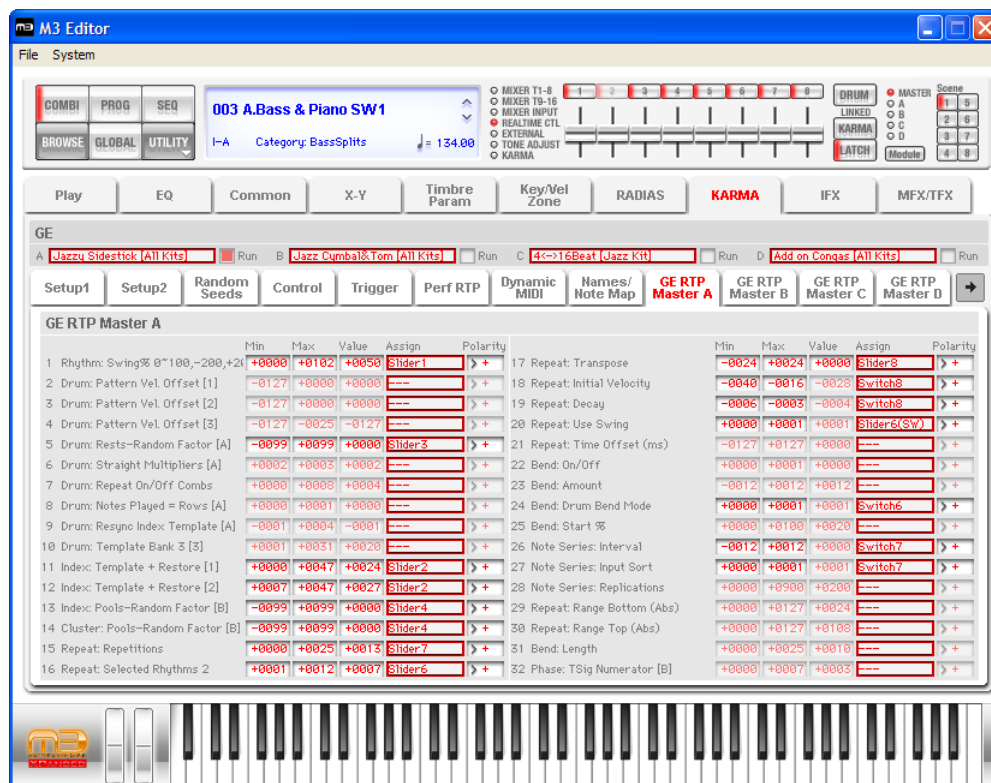 M3 Editor
File System
COMBI PROG SEQ
BROWSE GLOBAL UTILITY
003 A.Bass & Piano SW1
I-A Category: BassSplits ♩= 134.00
MIXER T1-8
MIXER T9-16
MIXER INPUT
REALTIME CTL
EXTERNAL
TONE ADJUST
KARMA
1 2 3 4 5 6 7 8
DRUM
LINKED
KARMA
LATCH
MASTER
A
B
C
D
Module
Scene
1 5
2 6
3 7
4 8
Play EQ Common X-Y Timbre Param Key/Vel Zone RADIAS KARMA IFX MFX/TFX
GE
A Jazzy Sidestick [All Kits] Run B Jazz Cymbal&Tom [All Kits] Run C 4<->16Beat [Jazz Kit] Run D Add on Congas [All Kits] Run
Setup1 Setup2 Random Seeds Control Trigger Perf RTP Dynamic MIDI Names/ Note Map GE RTP Master A GE RTP Master B GE RTP Master C GE RTP Master D
GE RTP Master A
Min Max Value Assign Polarity
1 Rhythm: Swing% 0~100,-200,+20 +0000 +0102 +0050 Slider1 +
2 Drum: Pattern Vel. Offset [1] -0127 +0000 +0000 --- +
3 Drum: Pattern Vel. Offset [2] -0127 +0000 +0000 --- +
4 Drum: Pattern Vel. Offset [3] -0127 -0025 -0127 --- +
5 Drum: Rests-Random Factor [A] -0099 +0099 +0000 Slider3 +
6 Drum: Straight Multipliers [A] +0002 +0003 +0002 --- +
7 Drum: Repeat On/Off Combs +0000 +0008 +0004 --- +
8 Drum: Notes Played = Rows [A] +0000 +0001 +0000 --- +
9 Drum: Resync Index Template [A] -0001 +0004 -0001 --- +
10 Drum: Template Bank 3 [3] +0001 +0031 +0020 --- +
11 Index: Template + Restore [1] +0000 +0047 +0024 Slider2 +
12 Index: Template + Restore [2] +0007 +0047 +0027 Slider2 +
13 Index: Pools-Random Factor [B] -0099 +0099 +0000 Slider4 +
14 Cluster: Pools-Random Factor [B] -0099 +0099 +0000 Slider4 +
15 Repeat: Repetitions +0000 +0025 +0013 Slider7 +
16 Repeat: Selected Rhythms 2 +0001 +0012 +0007 Slider6 +
Min Max Value Assign Polarity
17 Repeat: Transpose -0024 +0024 +0000 Slider8 +
18 Repeat: Initial Velocity -0040 -0016 -0028 Switch8 +
19 Repeat: Decay -0006 -0003 -0004 Switch8 +
20 Repeat: Use Swing +0000 +0001 +0001 Slider6(SW) +
21 Repeat: Time Offset (ms) -0127 +0127 +0000 --- +
22 Bend: On/Off +0000 +0001 +0000 --- +
23 Bend: Amount -0012 +0012 +0012 --- +
24 Bend: Drum Bend Mode +0000 +0001 +0001 Switch6 +
25 Bend: Start % +0000 +0100 +0020 --- +
26 Note Series: Interval -0012 +0012 +0000 Switch7 +
27 Note Series: Input Sort +0000 +0001 +0001 Switch7 +
28 Note Series: Replications +0000 +0900 +0200 --- +
29 Repeat: Range Bottom (Abs) +0000 +0127 +0024 --- +
30 Repeat: Range Top (Abs) +0000 +0127 +0108 --- +
31 Bend: Length +0000 +0025 +0010 --- +
32 Phase: TSig Numerator [B] +0000 +0007 +0003 --- +
m3
XPANDED